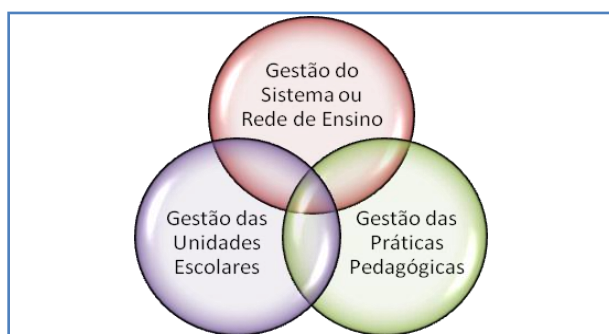 Gestão do
Sistema ou
Rede de Ensino
Gestão das
Unidades
Escolares
Gestão das
Práticas
Pedagógicas